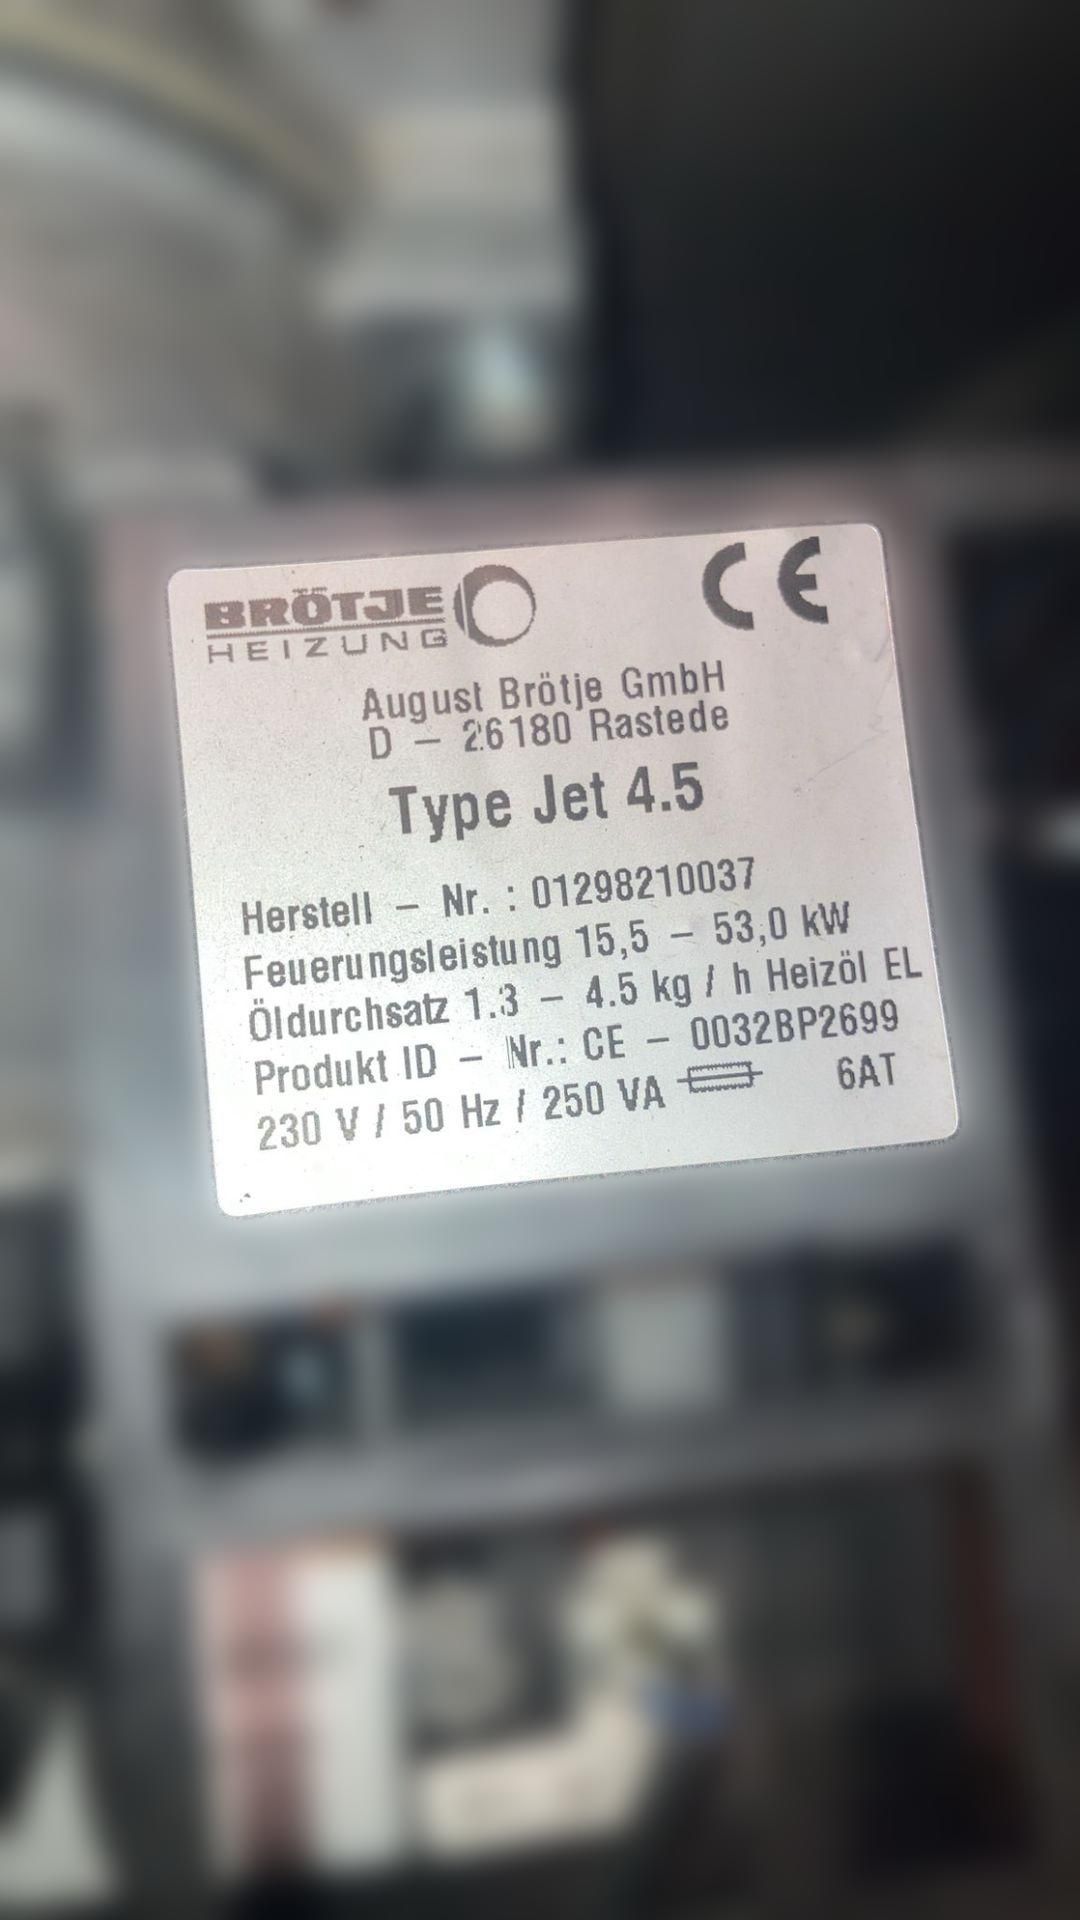 BRÖTJE
HEIZUNG
CE
August Brötje GmbH
D – 26180 Rastede
Type Jet 4.5
Herstell – Nr. : 01298210037
Feuerungsleistung 15,5 – 53,0 kW
Öldurchsatz 1.3 – 4.5 kg / h Heizöl EL
Produkt ID – Nr.: CE – 0032BP2699
230 V / 50 Hz / 250 VA 6AT